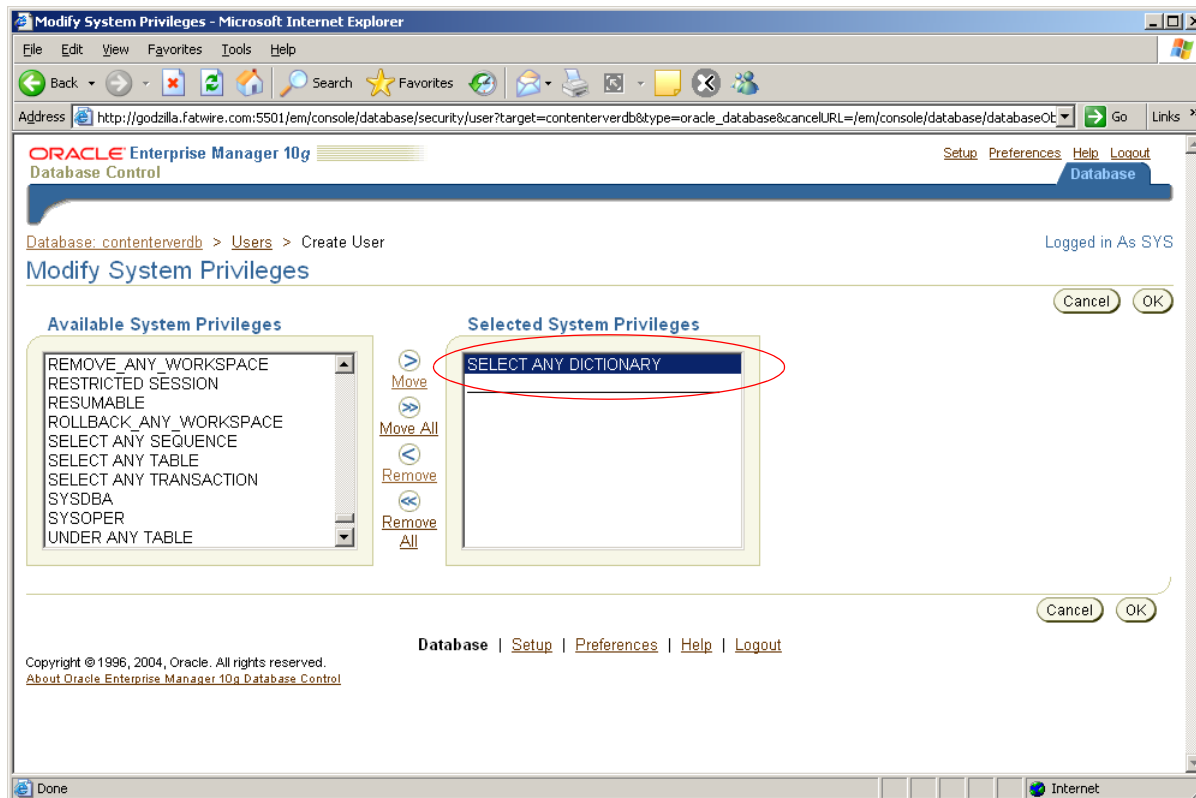 Modify System Privileges - Microsoft Internet Explorer
File Edit View Favorites Tools Help
Back Search Favorites
Address http://godzilla.fatwire.com:5501/em/console/database/security/user?target=contenterverdb&type=oracle_database&cancelURL=/em/console/database/databaseOb Go Links »
ORACLE Enterprise Manager 10g
Database Control
Setup Preferences Help Logout
Database
Database: contenterverdb > Users > Create User
Logged in As SYS
Modify System Privileges
Cancel OK
Available System Privileges
REMOVE_ANY_WORKSPACE
RESTRICTED SESSION
RESUMABLE
ROLLBACK_ANY_WORKSPACE
SELECT ANY SEQUENCE
SELECT ANY TABLE
SELECT ANY TRANSACTION
SYSDBA
SYSOPER
UNDER ANY TABLE
Move
Move All
Remove
Remove
All
Selected System Privileges
SELECT ANY DICTIONARY
Cancel OK
Database | Setup | Preferences | Help | Logout
Copyright © 1996, 2004, Oracle. All rights reserved.
About Oracle Enterprise Manager 10g Database Control
Done
Internet